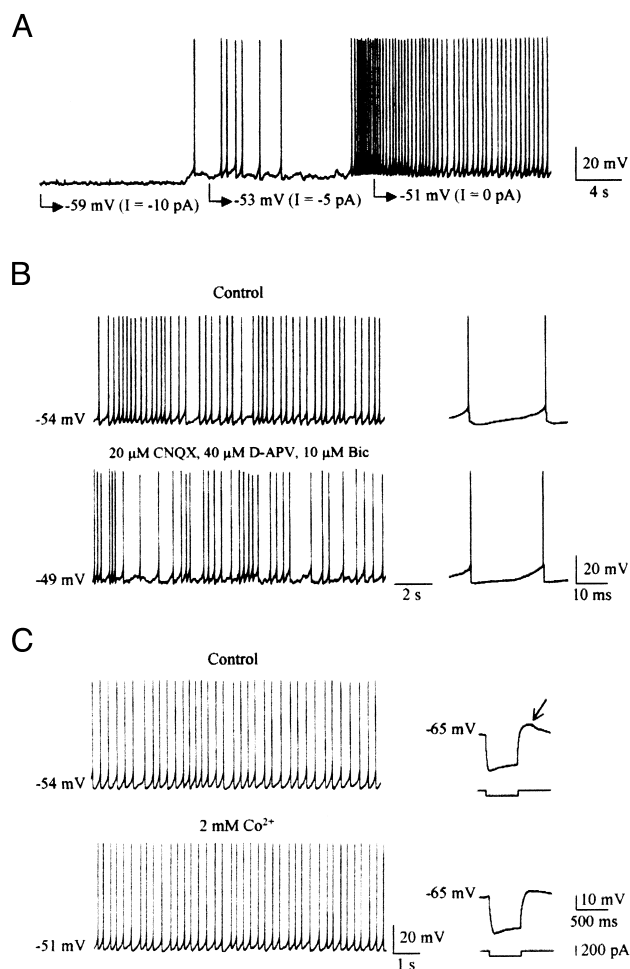 A
20 mV
4 s
-59 mV (I = -10 pA)
-53 mV (I = -5 pA)
-51 mV (I = 0 pA)
B
Control
-54 mV
20 µM CNQX, 40 µM D-APV, 10 µM Bic
-49 mV
2 s
20 mV
10 ms
C
Control
-65 mV
-54 mV
2 mM Co²⁺
-65 mV
10 mV
500 ms
-51 mV
20 mV
1 s
200 pA